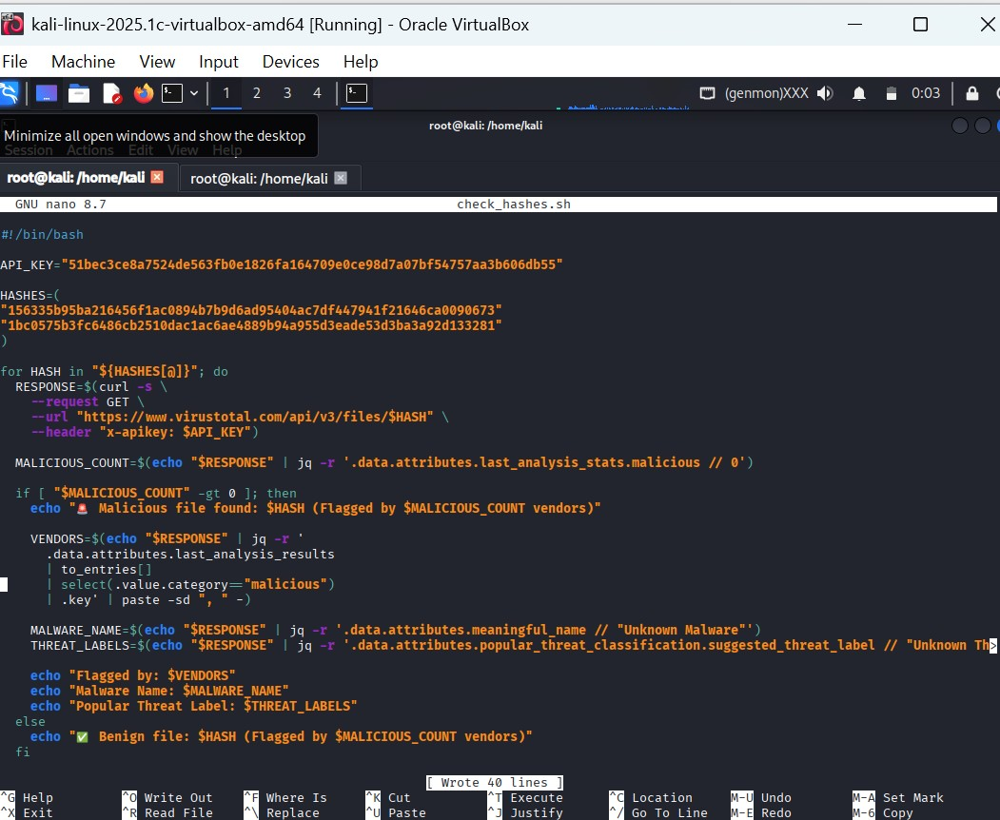 kali-linux-2025.1c-virtualbox-amd64 [Running] - Oracle VirtualBox
File Machine View Input Devices Help
1 2 3 4 (genmon)XXX 0:03
root@kali: /home/kali
Minimize all open windows and show the desktop
Session Actions Edit View Help
root@kali: /home/kali root@kali: /home/kali
GNU nano 8.7 check_hashes.sh
#!/bin/bash
API_KEY="51bec3ce8a7524de563fb0e1826fa164709e0ce98d7a07bf54757aa3b606db55"
HASHES=(
"156335b95ba216456f1ac0894b7b9d6ad95404ac7df447941f21646ca0090673"
"1bc0575b3fc6486cb2510dac1ac6ae4889b94a955d3eade53d3ba3a92d133281"
)
for HASH in "${HASHES[@]}"; do
RESPONSE=$(curl -s \
--request GET \
--url "https://www.virustotal.com/api/v3/files/$HASH" \
--header "x-apikey: $API_KEY")
MALICIOUS_COUNT=$(echo "$RESPONSE" | jq -r '.data.attributes.last_analysis_stats.malicious // 0')
if [ "$MALICIOUS_COUNT" -gt 0 ]; then
echo "🚨 Malicious file found: $HASH (Flagged by $MALICIOUS_COUNT vendors)"
VENDORS=$(echo "$RESPONSE" | jq -r '
.data.attributes.last_analysis_results
| to_entries[]
| select(.value.category=="malicious")
| .key' | paste -sd ", " -)
MALWARE_NAME=$(echo "$RESPONSE" | jq -r '.data.attributes.meaningful_name // "Unknown Malware"')
THREAT_LABELS=$(echo "$RESPONSE" | jq -r '.data.attributes.popular_threat_classification.suggested_threat_label // "Unknown Th>
echo "Flagged by: $VENDORS"
echo "Malware Name: $MALWARE_NAME"
echo "Popular Threat Label: $THREAT_LABELS"
else
echo "✅ Benign file: $HASH (Flagged by $MALICIOUS_COUNT vendors)"
fi
[ Wrote 40 lines ]
^G Help ^O Write Out ^F Where Is ^K Cut ^T Execute ^C Location M-U Undo M-A Set Mark
^X Exit ^R Read File ^\ Replace ^U Paste ^J Justify ^/ Go To Line M-E Redo M-6 Copy